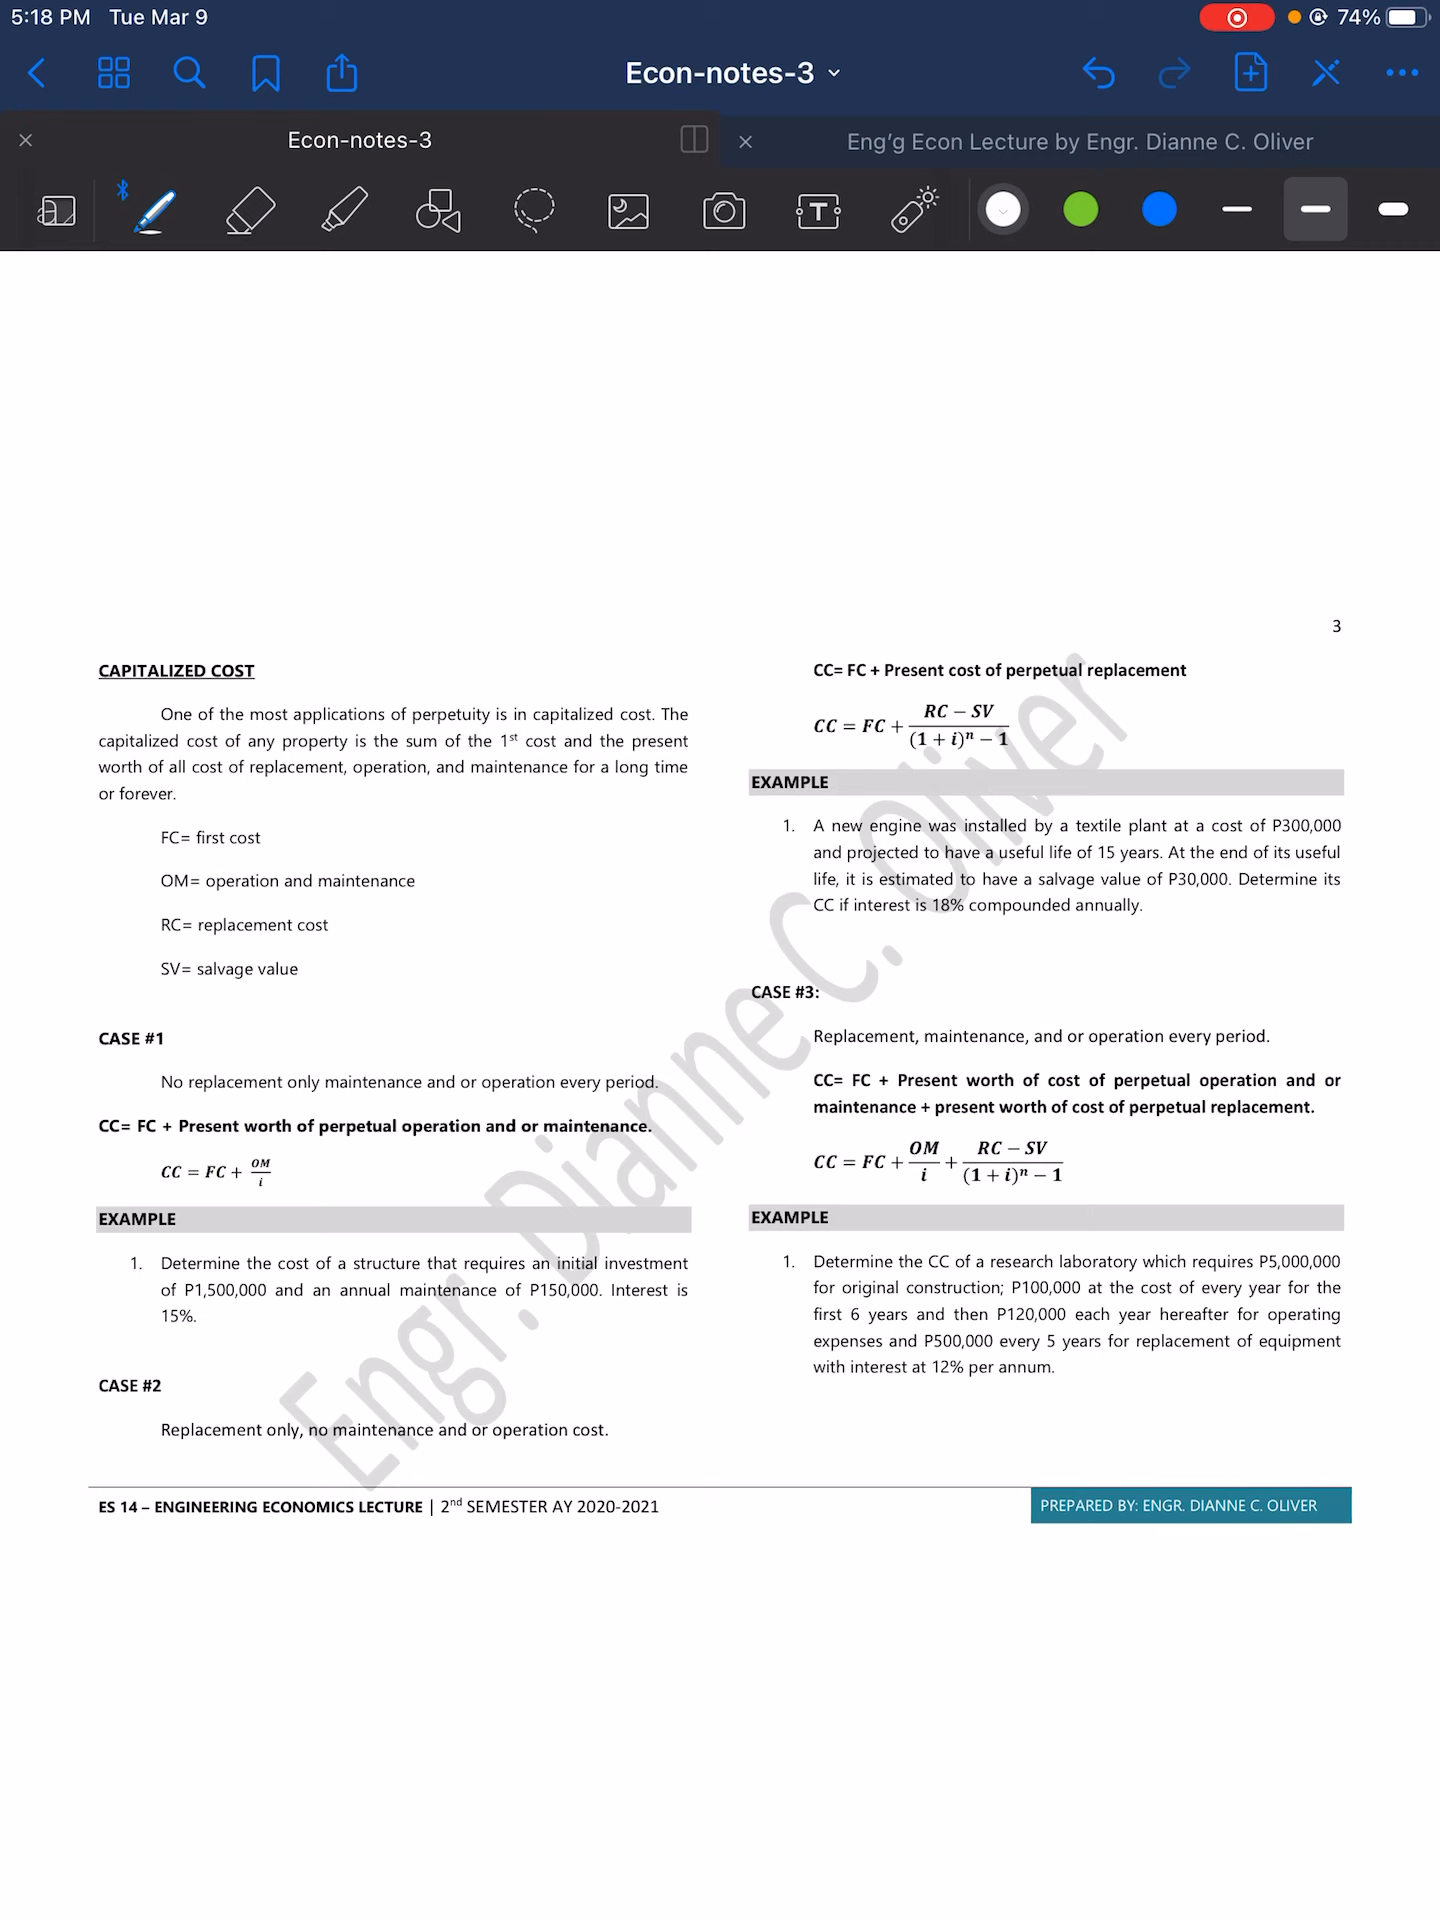 5:18 PM Tue Mar 9
74%
Econ-notes-3
Econ-notes-3
Eng'g Econ Lecture by Engr. Dianne C. Oliver
3
CAPITALIZED COST
One of the most applications of perpetuity is in capitalized cost. The
capitalized cost of any property is the sum of the 1st cost and the present
worth of all cost of replacement, operation, and maintenance for a long time
or forever.
FC= first cost
OM= operation and maintenance
RC= replacement cost
SV= salvage value
CASE #1
No replacement only maintenance and or operation every period.
CC= FC + Present worth of perpetual operation and or maintenance.
CC = FC + OM/i
EXAMPLE
1. Determine the cost of a structure that requires an initial investment
of P1,500,000 and an annual maintenance of P150,000. Interest is
15%.
CASE #2
Replacement only, no maintenance and or operation cost.
CC= FC + Present cost of perpetual replacement
CC = FC + (RC − SV)/((1 + i)^n − 1)
EXAMPLE
1. A new engine was installed by a textile plant at a cost of P300,000
and projected to have a useful life of 15 years. At the end of its useful
life, it is estimated to have a salvage value of P30,000. Determine its
CC if interest is 18% compounded annually.
CASE #3:
Replacement, maintenance, and or operation every period.
CC= FC + Present worth of cost of perpetual operation and or
maintenance + present worth of cost of perpetual replacement.
CC = FC + OM/i + (RC − SV)/((1 + i)^n − 1)
EXAMPLE
1. Determine the CC of a research laboratory which requires P5,000,000
for original construction; P100,000 at the cost of every year for the
first 6 years and then P120,000 each year hereafter for operating
expenses and P500,000 every 5 years for replacement of equipment
with interest at 12% per annum.
Engr. Dianne C. Oliver
ES 14 – ENGINEERING ECONOMICS LECTURE | 2nd SEMESTER AY 2020-2021
PREPARED BY: ENGR. DIANNE C. OLIVER